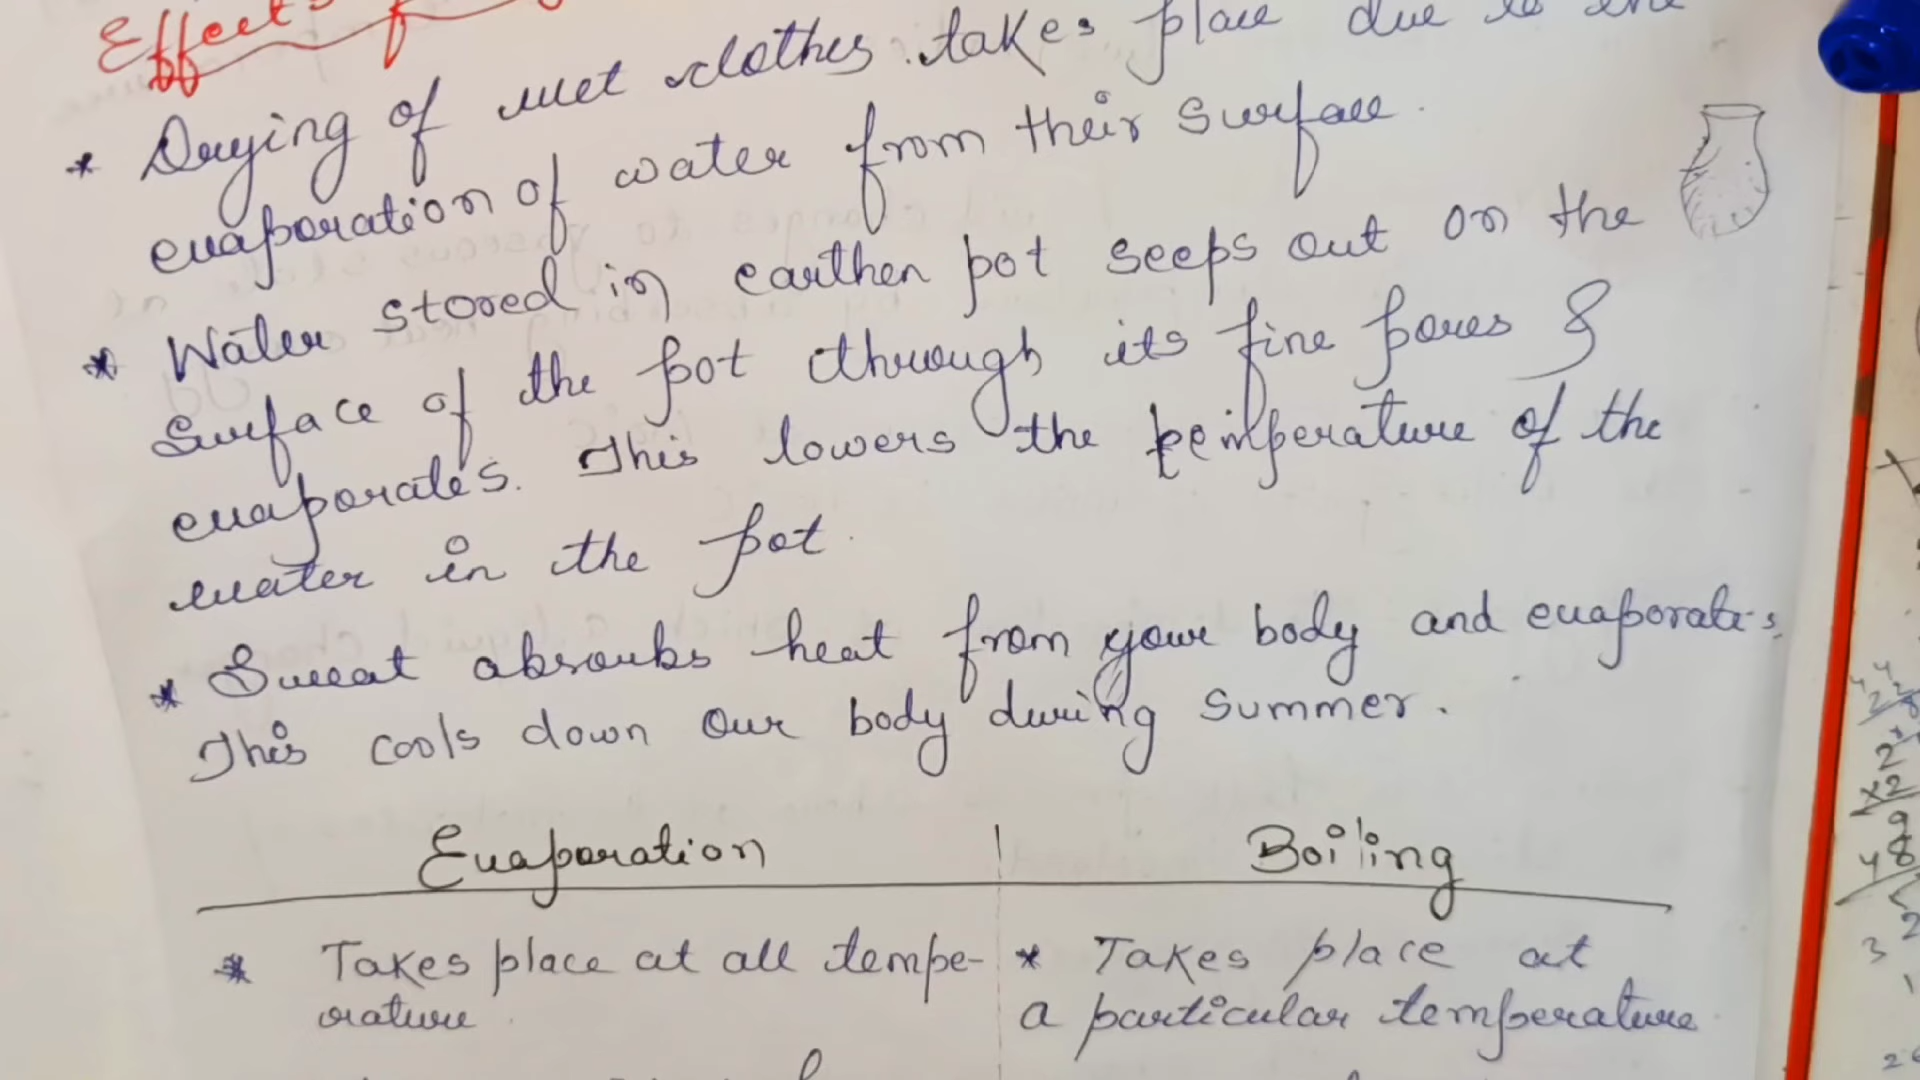 Effects of
* Drying of wet clothes takes place due to the
evaporation of water from their surface.
* Water stored in earthen pot seeps out on the
surface of the pot through its fine pores &
evaporates. This lowers the temperature of the
water in the pot.
* Sweat absorbs heat from your body and evaporates.
This cools down our body during summer.
Evaporation | Boiling
* Takes place at all tempe-
rature
* Takes place at
a particular temperature